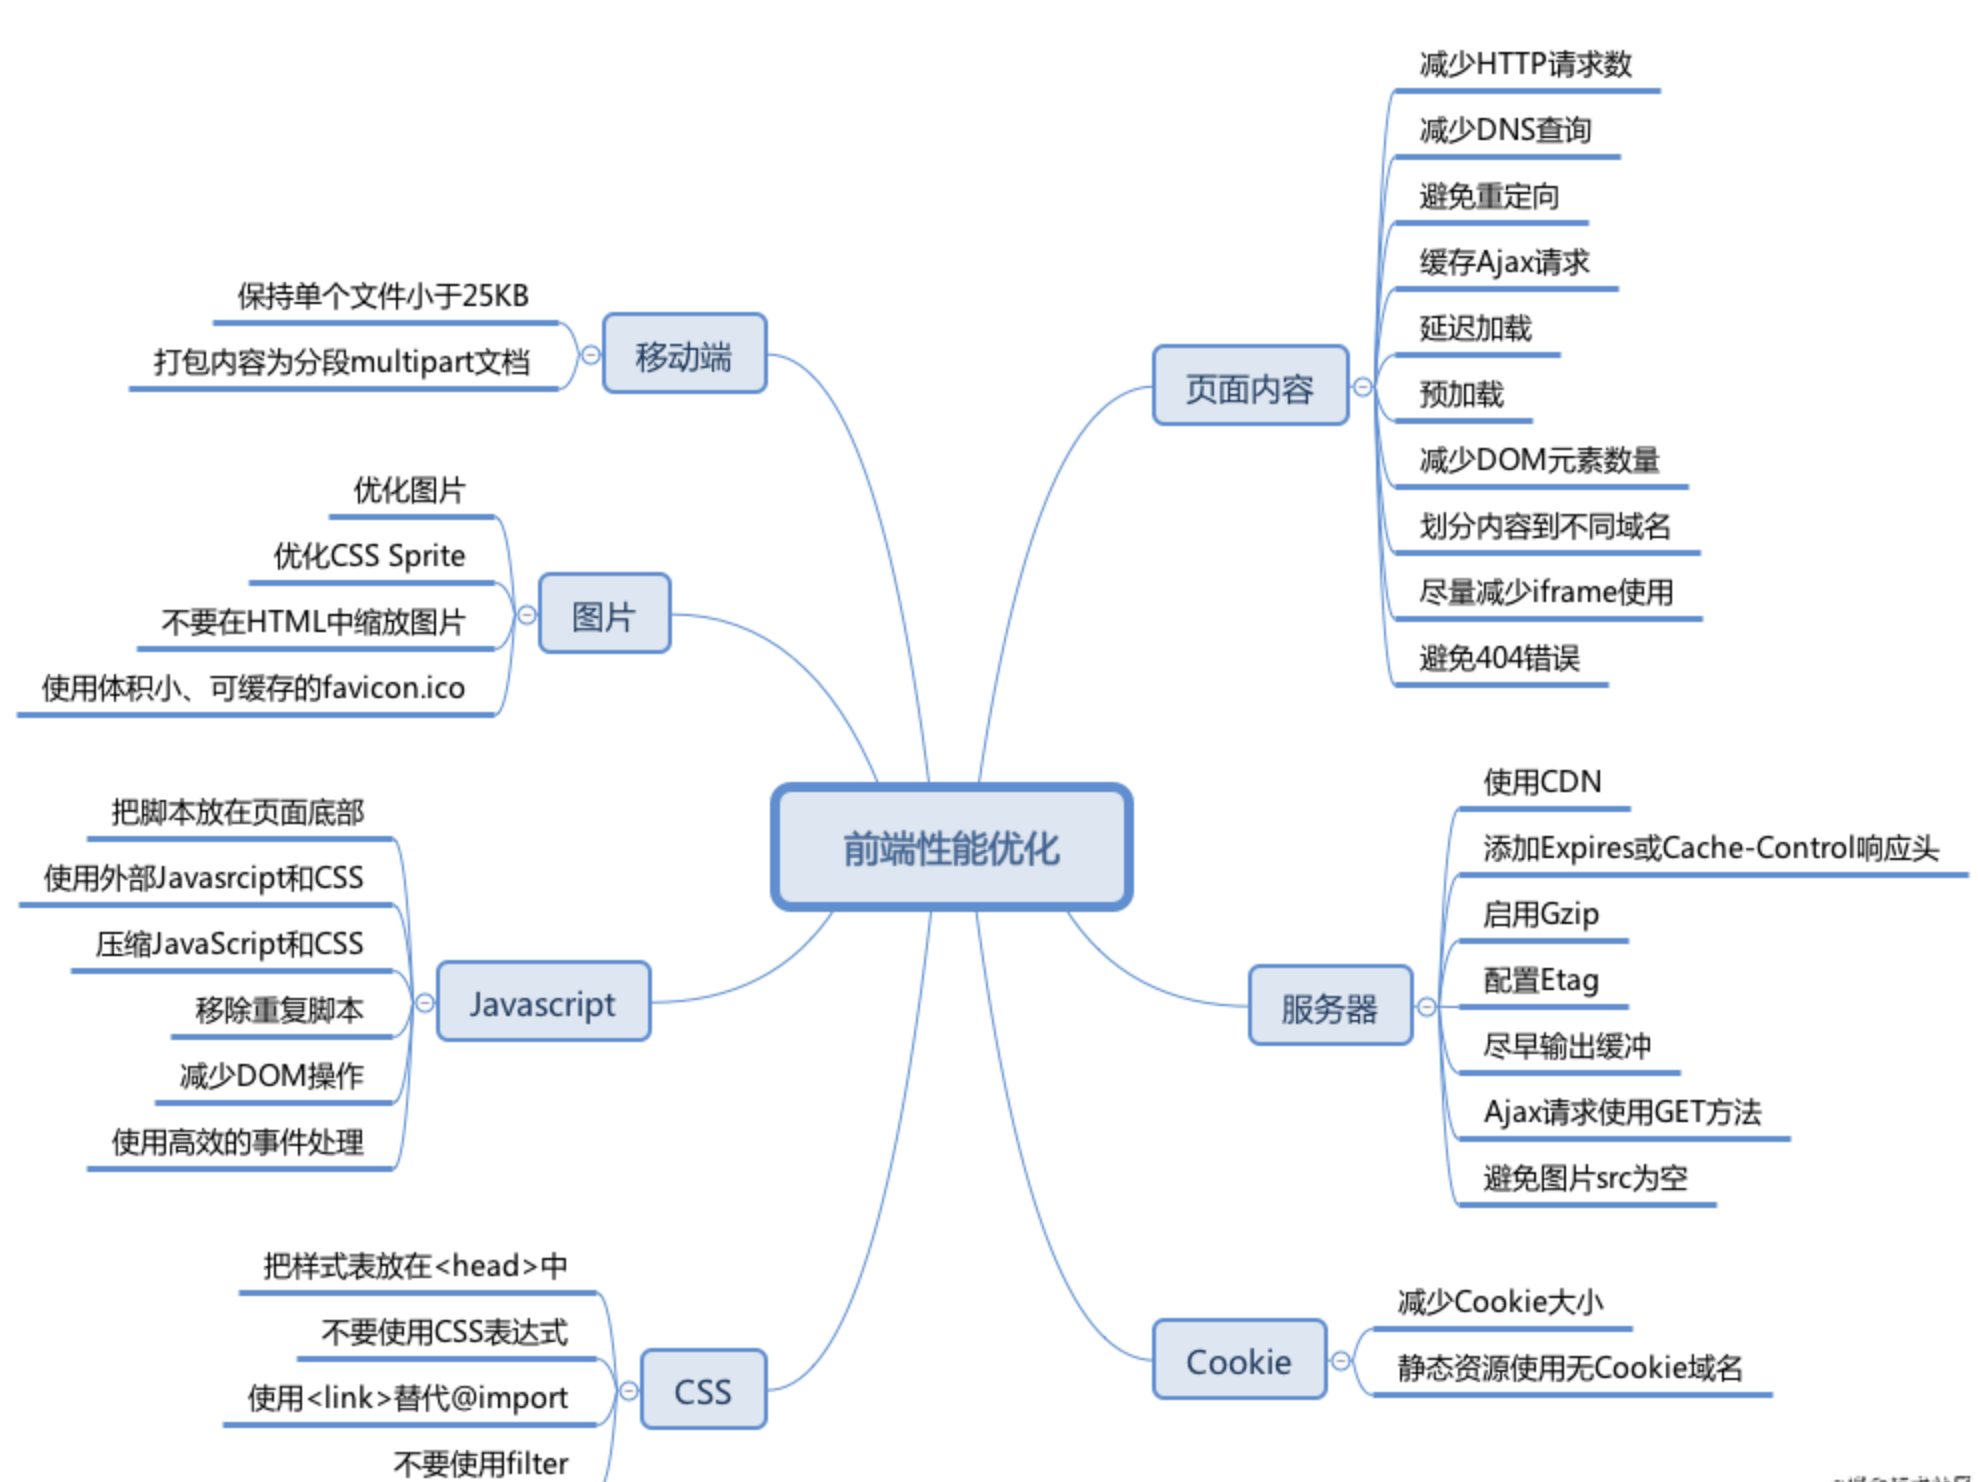 前端性能优化
页面内容
减少HTTP请求数
减少DNS查询
避免重定向
缓存Ajax请求
延迟加载
预加载
减少DOM元素数量
划分内容到不同域名
尽量减少iframe使用
避免404错误
服务器
使用CDN
添加Expires或Cache-Control响应头
启用Gzip
配置Etag
尽早输出缓冲
Ajax请求使用GET方法
避免图片src为空
Cookie
减少Cookie大小
静态资源使用无Cookie域名
移动端
保持单个文件小于25KB
打包内容为分段multipart文档
图片
优化图片
优化CSS Sprite
不要在HTML中缩放图片
使用体积小、可缓存的favicon.ico
Javascript
把脚本放在页面底部
使用外部Javasrcipt和CSS
压缩JavaScript和CSS
移除重复脚本
减少DOM操作
使用高效的事件处理
CSS
把样式表放在<head>中
不要使用CSS表达式
使用<link>替代@import
不要使用filter